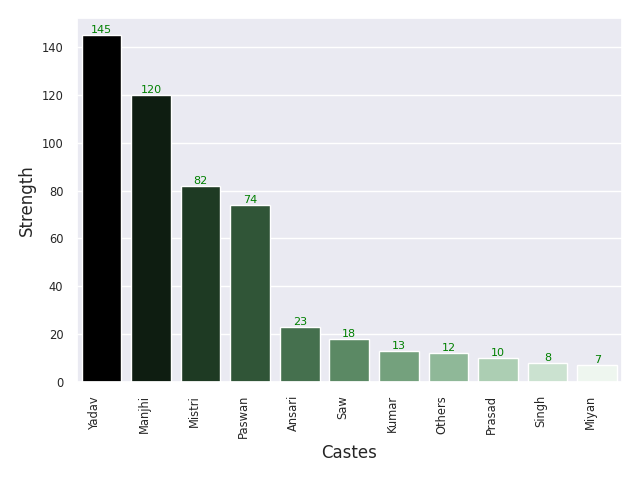 145
120
82
74
23
18
13
12
10
8
7
140
120
100
80
60
40
20
0
Strength
Yadav
Manjhi
Mistri
Paswan
Ansari
Saw
Kumar
Others
Prasad
Singh
Miyan
Castes